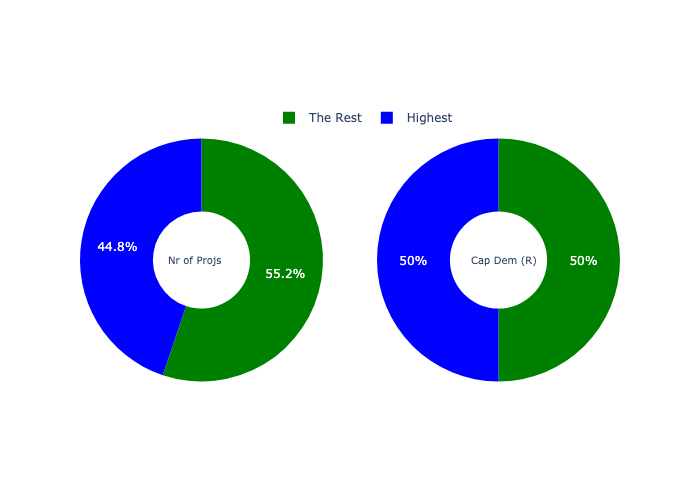 The Rest
Highest
44.8%
Nr of Projs
55.2%
50%
Cap Dem (R)
50%